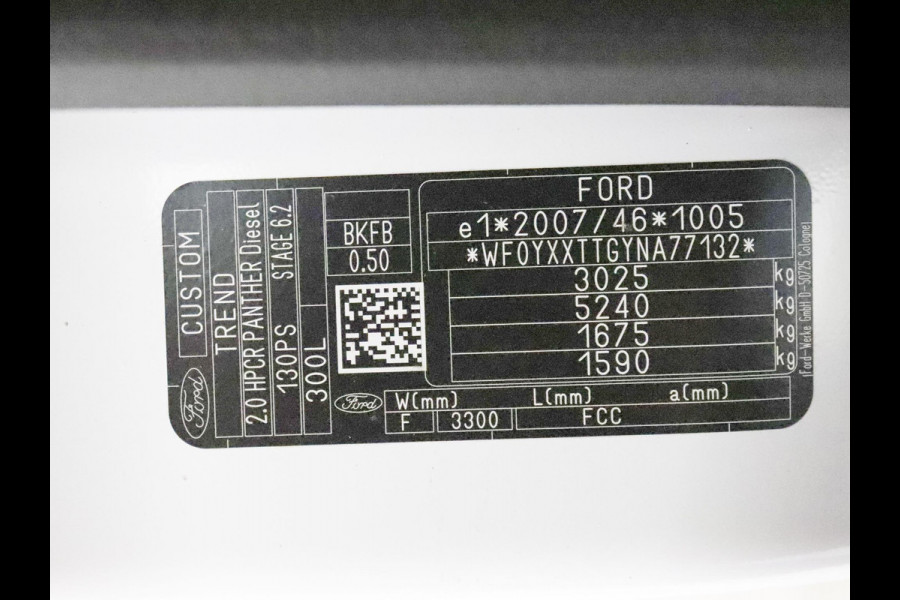 CUSTOM
TREND
2.0 HPCR PANTHER Diesel
130PS STAGE 6.2
300L
BKFB
0.50
FORD
e1*2007/46*1005
*WF0YXXTTGYNA77132*
3025 kg
5240 kg
1675 kg
1590 kg
(Ford-Werke GmbH D-50725 Cologne)
Ford
Ford
W(mm) L(mm) a(mm)
F 3300 FCC